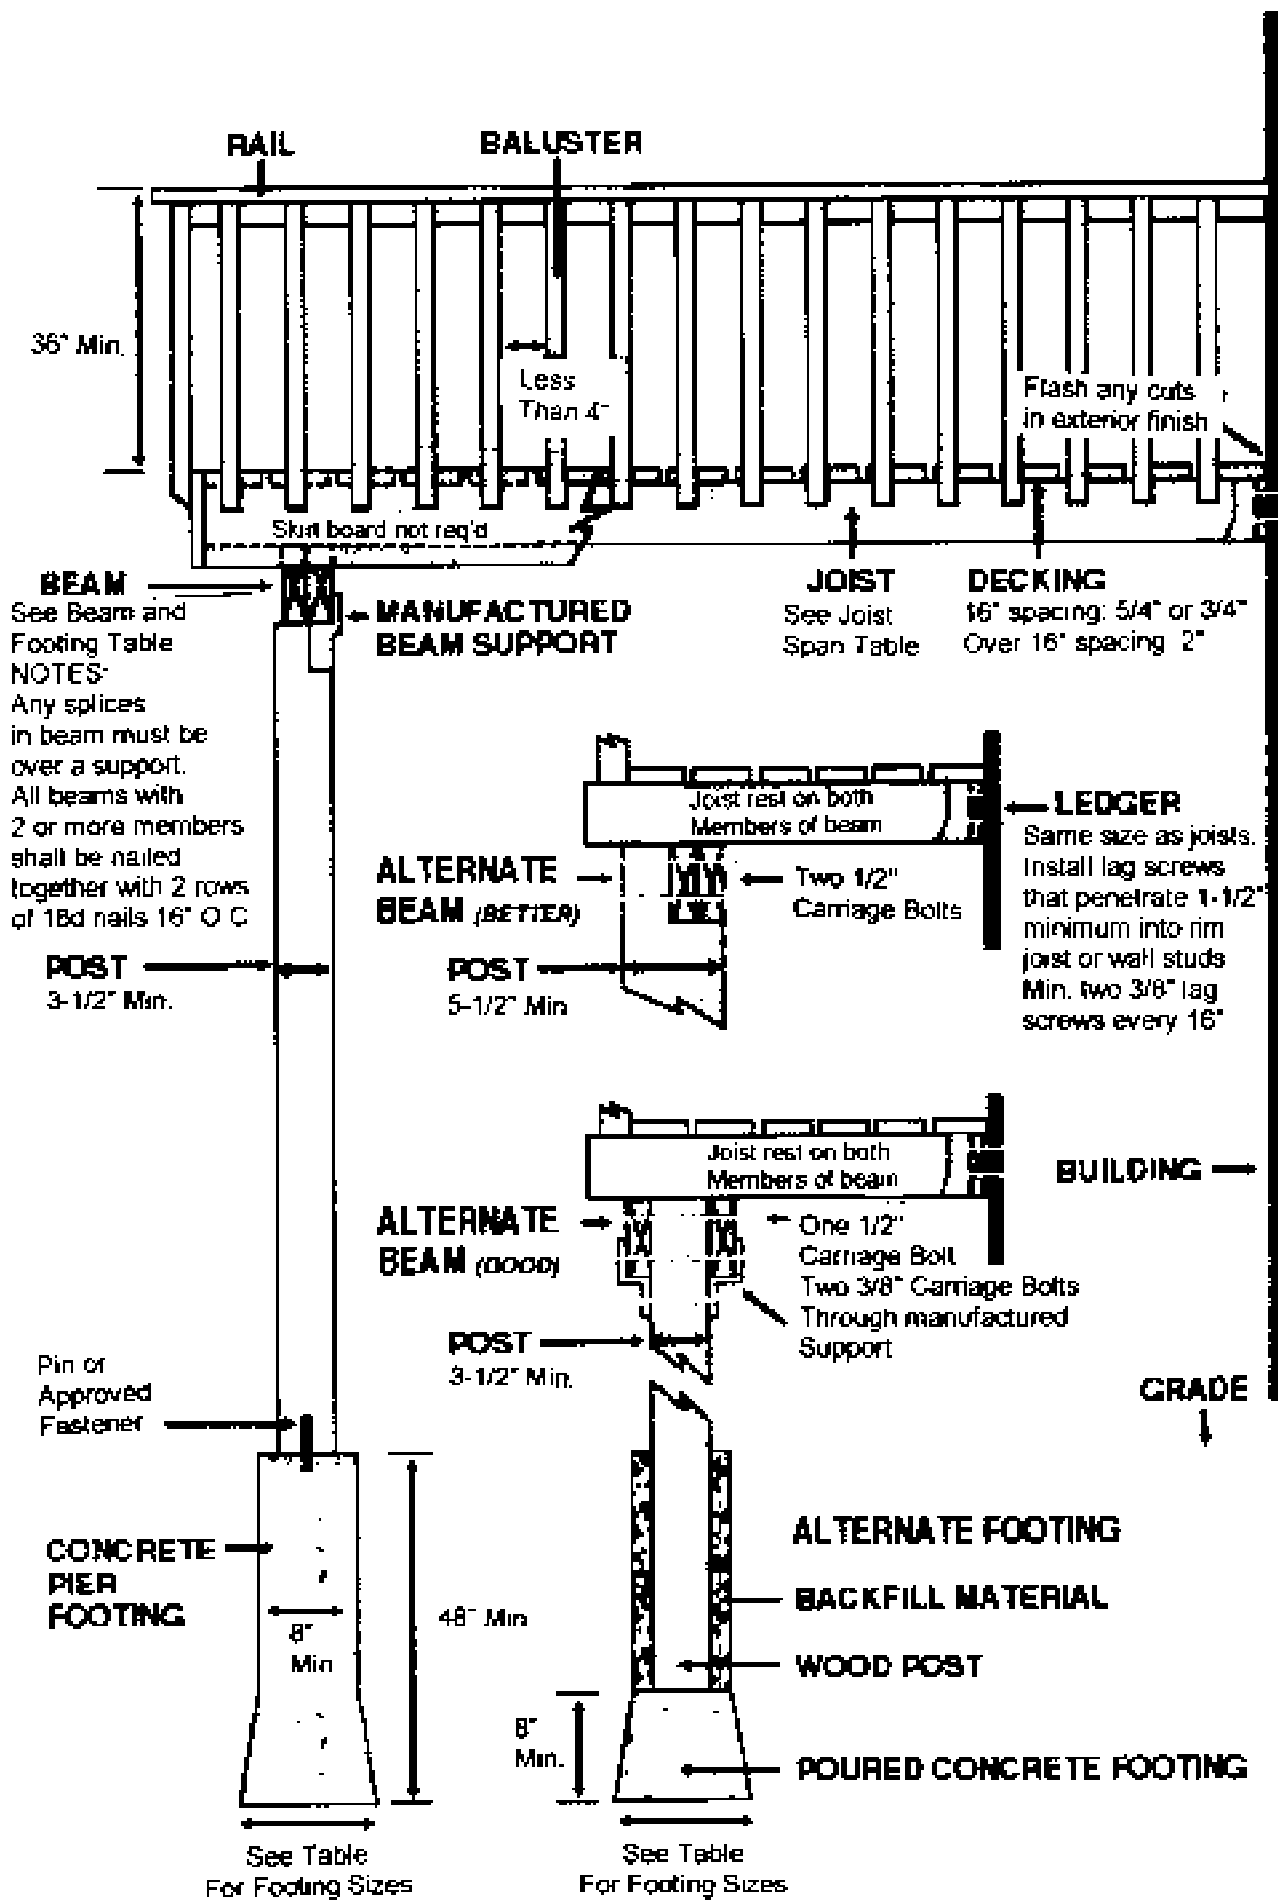 RAIL
BALUSTER
36" Min.
Less
Than 4"
Flash any cuts
in exterior finish
Skirt board not req'd
BEAM
See Beam and
Footing Table
NOTES:
Any splices
in beam must be
over a support.
All beams with
2 or more members
shall be nailed
together with 2 rows
of 16d nails 16" O C
MANUFACTURED
BEAM SUPPORT
JOIST
See Joist
Span Table
DECKING
16" spacing: 5/4" or 3/4"
Over 16" spacing 2"
POST
3-1/2" Min.
Joist rest on both
Members of beam
ALTERNATE
BEAM (BETTER)
Two 1/2"
Carriage Bolts
POST
5-1/2" Min
LEDGER
Same size as joists.
Install lag screws
that penetrate 1-1/2"
minimum into rim
joist or wall studs
Min. two 3/8" lag
screws every 16"
Joist rest on both
Members of beam
ALTERNATE
BEAM (GOOD)
One 1/2"
Carriage Bolt
Two 3/8" Carriage Bolts
Through manufactured
Support
POST
3-1/2" Min.
BUILDING
GRADE
Pin or
Approved
Fastener
CONCRETE
PIER
FOOTING
8"
Min
48" Min
ALTERNATE FOOTING
BACKFILL MATERIAL
WOOD POST
8"
Min.
POURED CONCRETE FOOTING
See Table
For Footing Sizes
See Table
For Footing Sizes